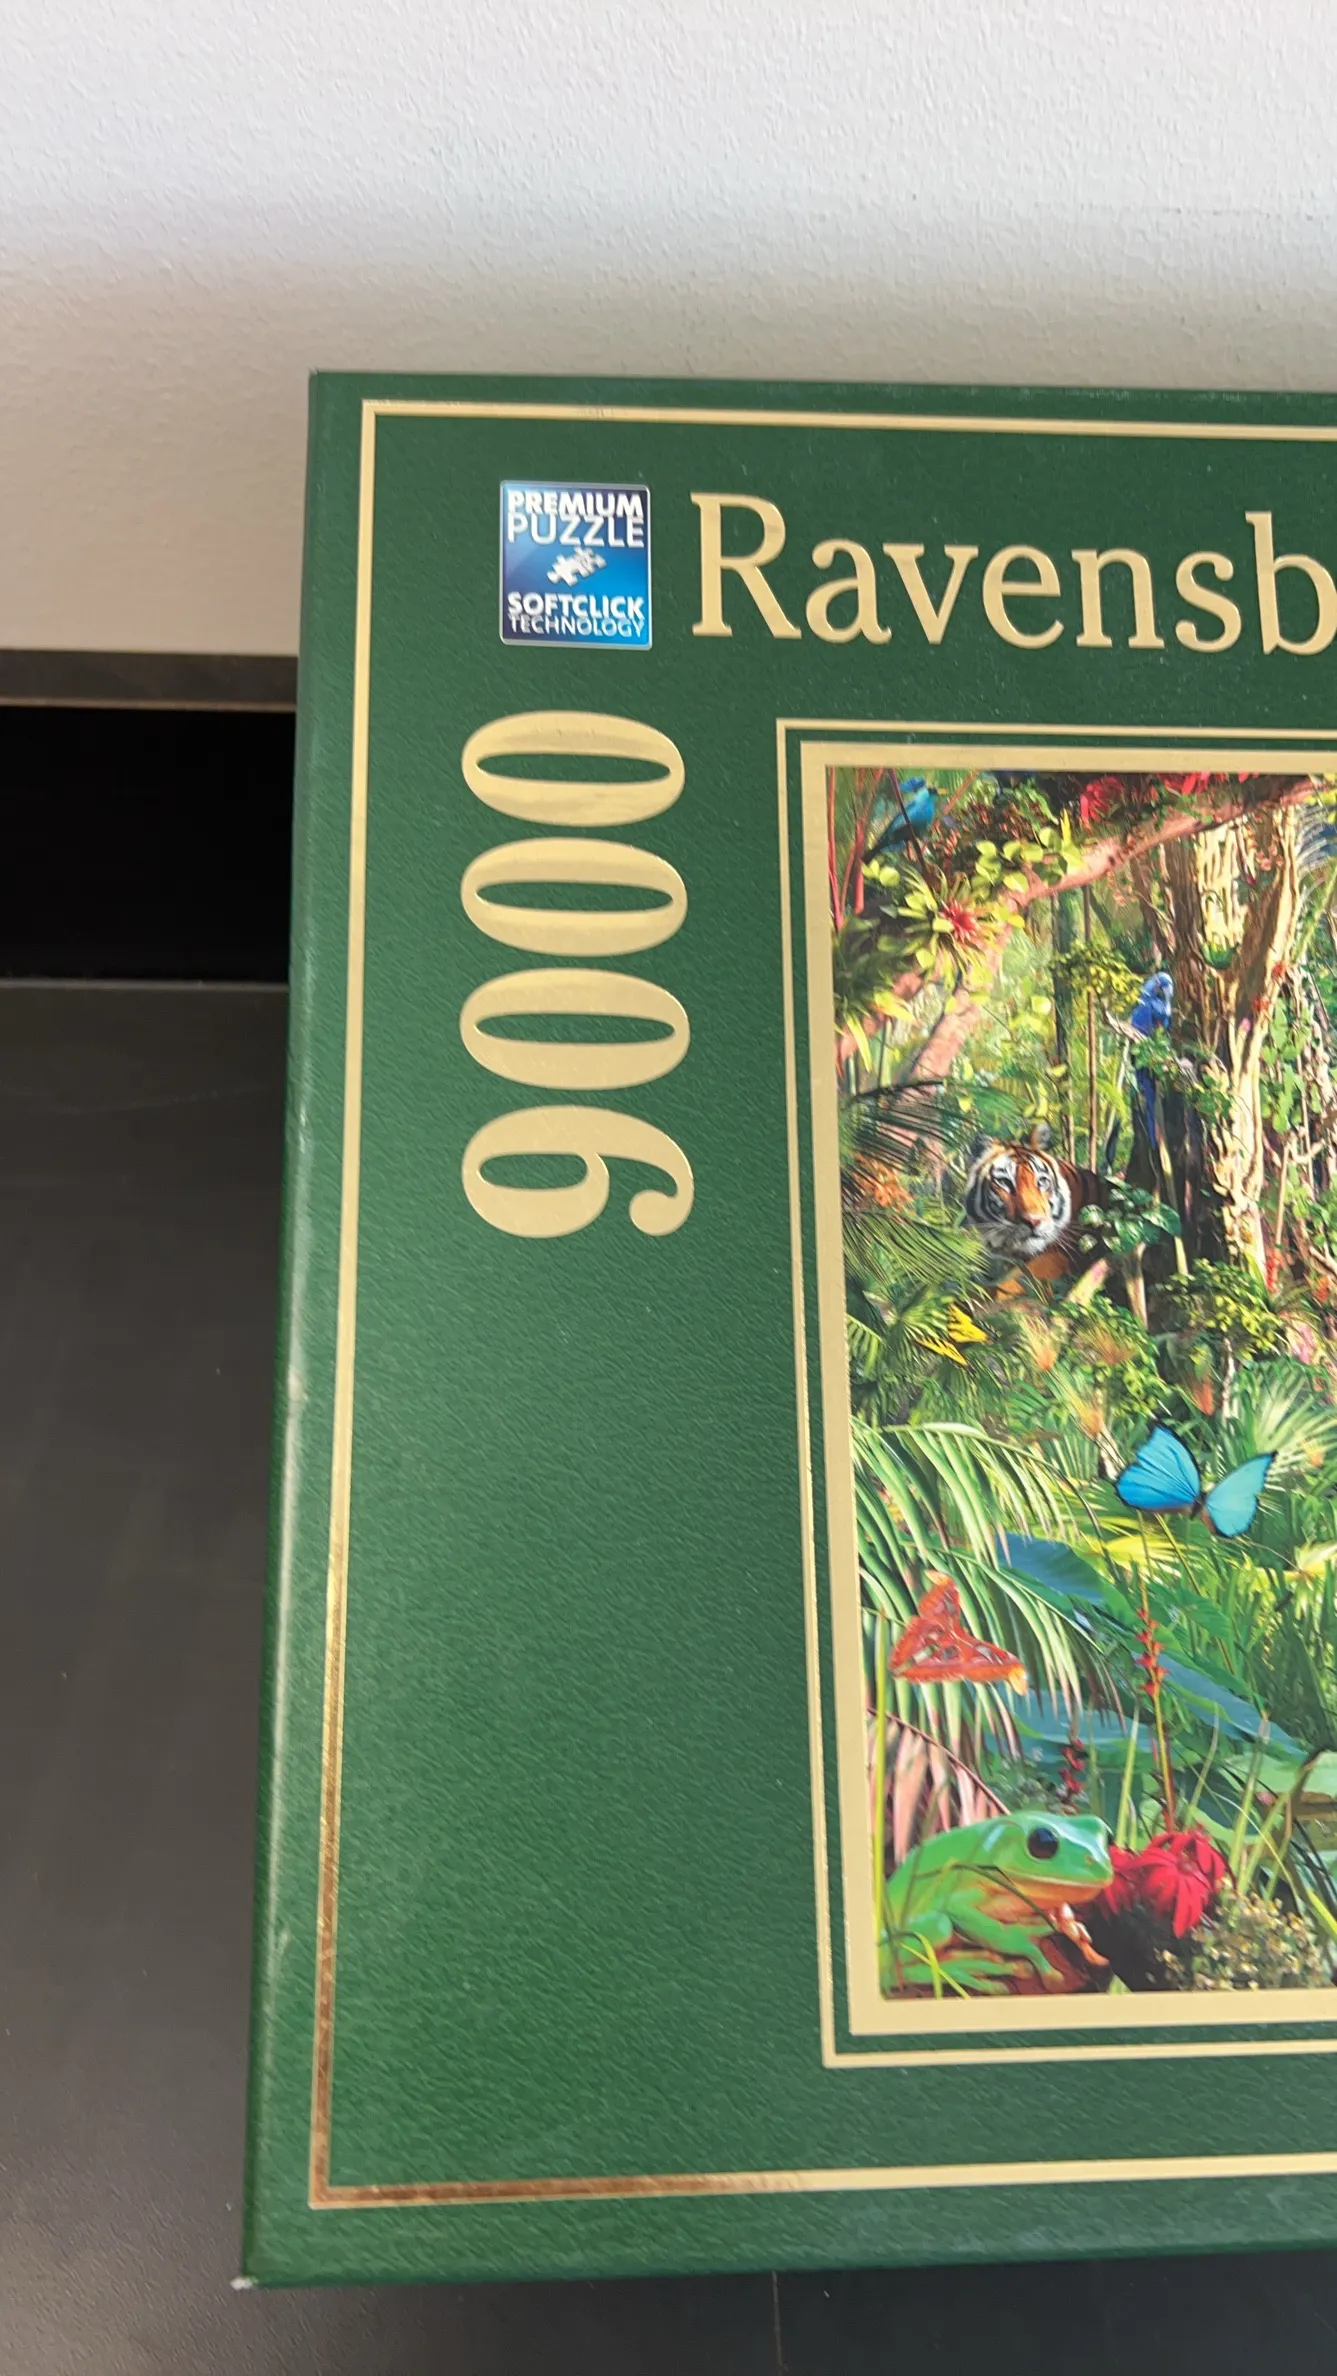 PREMIUM
PUZZLE
SOFTCLICK
TECHNOLOGY
Ravensb
9000